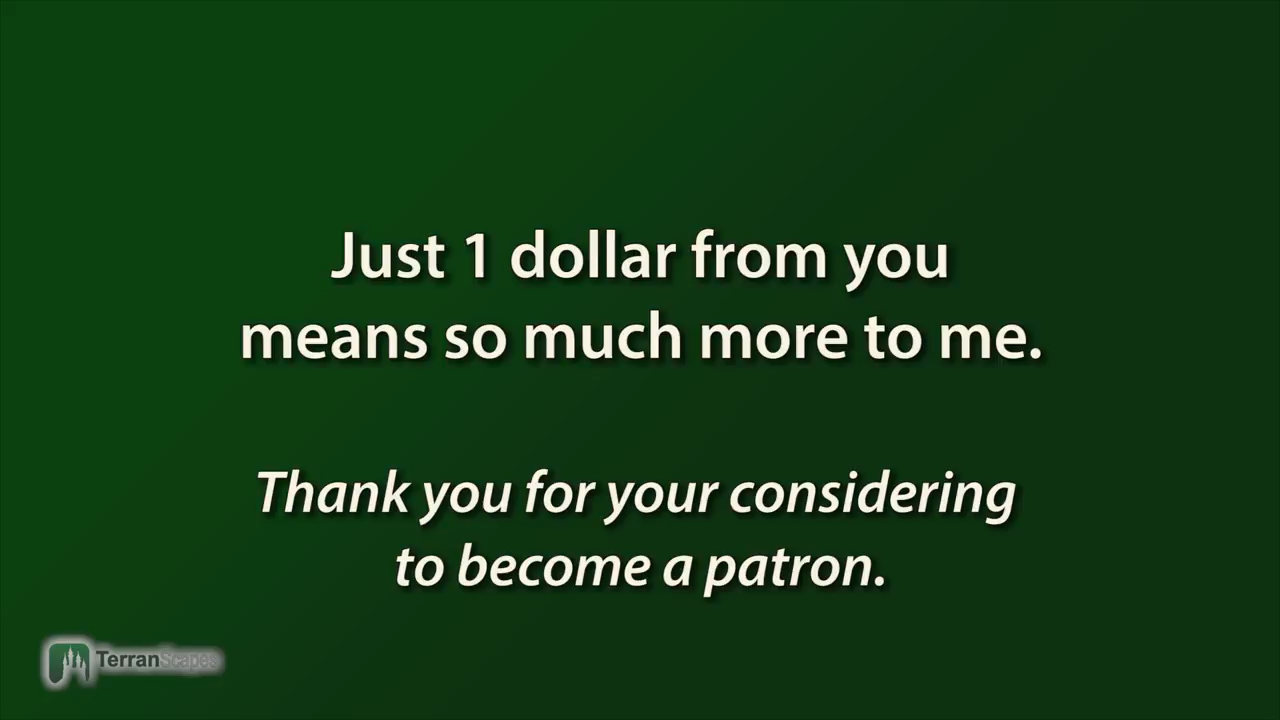 Just 1 dollar from you
means so much more to me.
Thank you for your considering
to become a patron.
TerranScapes